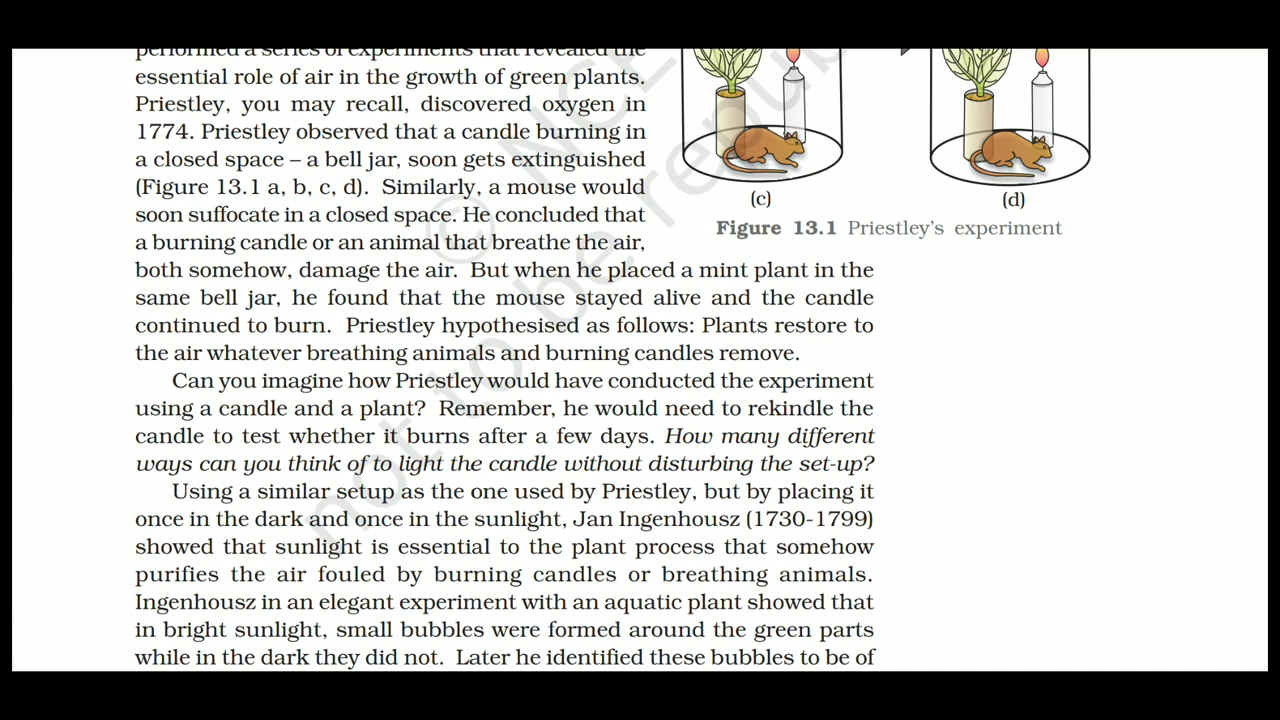 performed a series of experiments that revealed the
essential role of air in the growth of green plants.
Priestley, you may recall, discovered oxygen in
1774. Priestley observed that a candle burning in
a closed space – a bell jar, soon gets extinguished
(Figure 13.1 a, b, c, d). Similarly, a mouse would
soon suffocate in a closed space. He concluded that
a burning candle or an animal that breathe the air,
both somehow, damage the air. But when he placed a mint plant in the
same bell jar, he found that the mouse stayed alive and the candle
continued to burn. Priestley hypothesised as follows: Plants restore to
the air whatever breathing animals and burning candles remove.
(c)
(d)
Figure 13.1 Priestley's experiment
Can you imagine how Priestley would have conducted the experiment
using a candle and a plant? Remember, he would need to rekindle the
candle to test whether it burns after a few days. How many different
ways can you think of to light the candle without disturbing the set-up?
Using a similar setup as the one used by Priestley, but by placing it
once in the dark and once in the sunlight, Jan Ingenhousz (1730-1799)
showed that sunlight is essential to the plant process that somehow
purifies the air fouled by burning candles or breathing animals.
Ingenhousz in an elegant experiment with an aquatic plant showed that
in bright sunlight, small bubbles were formed around the green parts
while in the dark they did not. Later he identified these bubbles to be of
© NCE
not to be repub